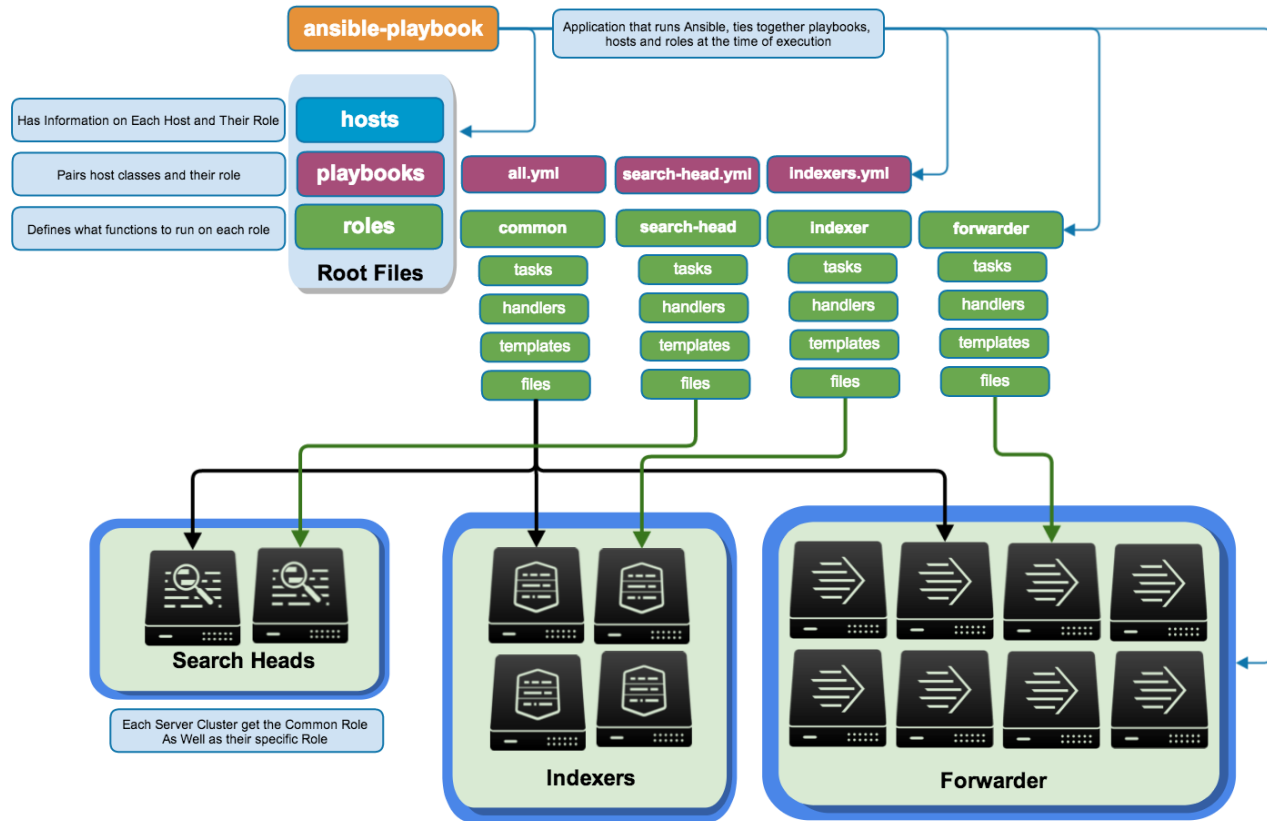 ansible-playbook
Application that runs Ansible, ties together playbooks,
hosts and roles at the time of execution
Has Information on Each Host and Their Role
hosts
Pairs host classes and their role
playbooks
all.yml
search-head.yml
indexers.yml
Defines what functions to run on each role
roles
common
search-head
indexer
forwarder
Root Files
tasks
tasks
tasks
tasks
handlers
handlers
handlers
handlers
templates
templates
templates
templates
files
files
files
files
Search Heads
Each Server Cluster get the Common Role
As Well as their specific Role
Indexers
Forwarder